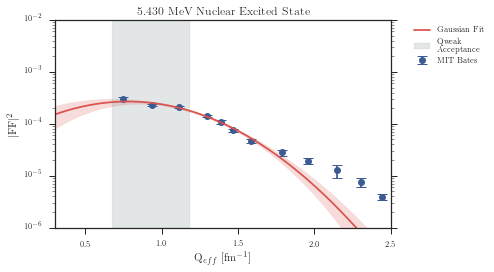 5.430 MeV Nuclear Excited State
|FF|²
10⁻²
10⁻³
10⁻⁴
10⁻⁵
10⁻⁶
0.5 1.0 1.5 2.0 2.5
Q_eff [fm⁻¹]
Gaussian Fit
Qweak
Acceptance
MIT Bates